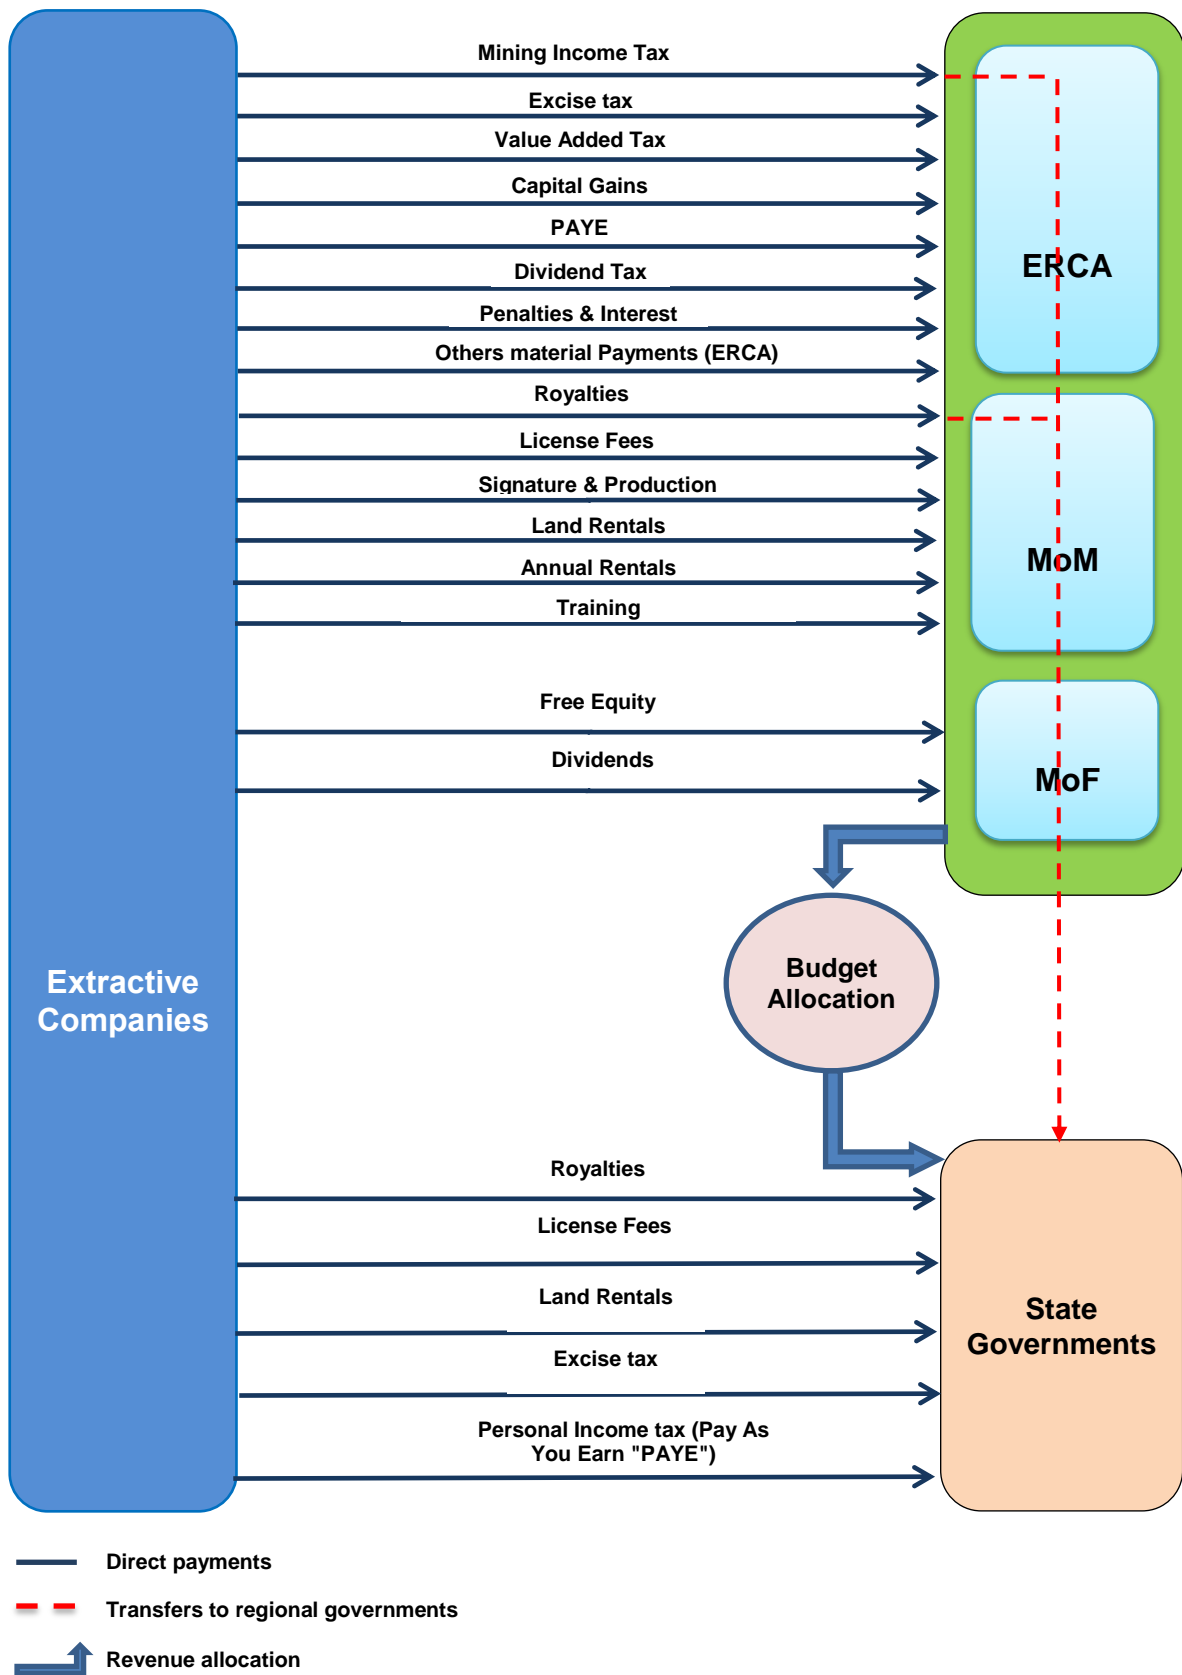 Mining Income Tax
Excise tax
Value Added Tax
Capital Gains
PAYE
Dividend Tax
Penalties & Interest
Others material Payments (ERCA)
Royalties
License Fees
Signature & Production
Land Rentals
Annual Rentals
Training
Free Equity
Dividends
ERCA
MoM
MoF
Extractive
Companies
Budget
Allocation
Royalties
License Fees
Land Rentals
Excise tax
Personal Income tax (Pay As
You Earn "PAYE")
State
Governments
Direct payments
Transfers to regional governments
Revenue allocation